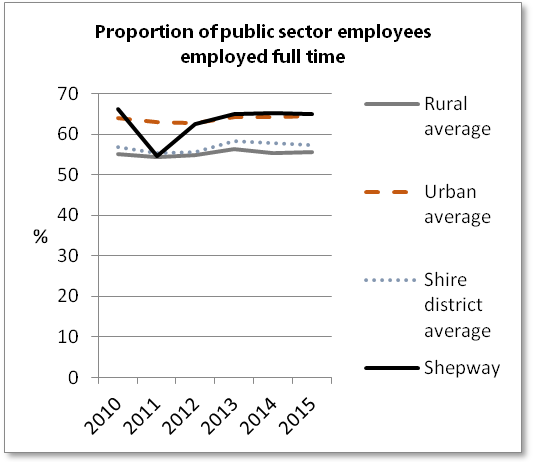 Proportion of public sector employees
employed full time
70
60
50
40
30
20
10
0
%
2010
2011
2012
2013
2014
2015
Rural
average
Urban
average
Shire
district
average
Shepway